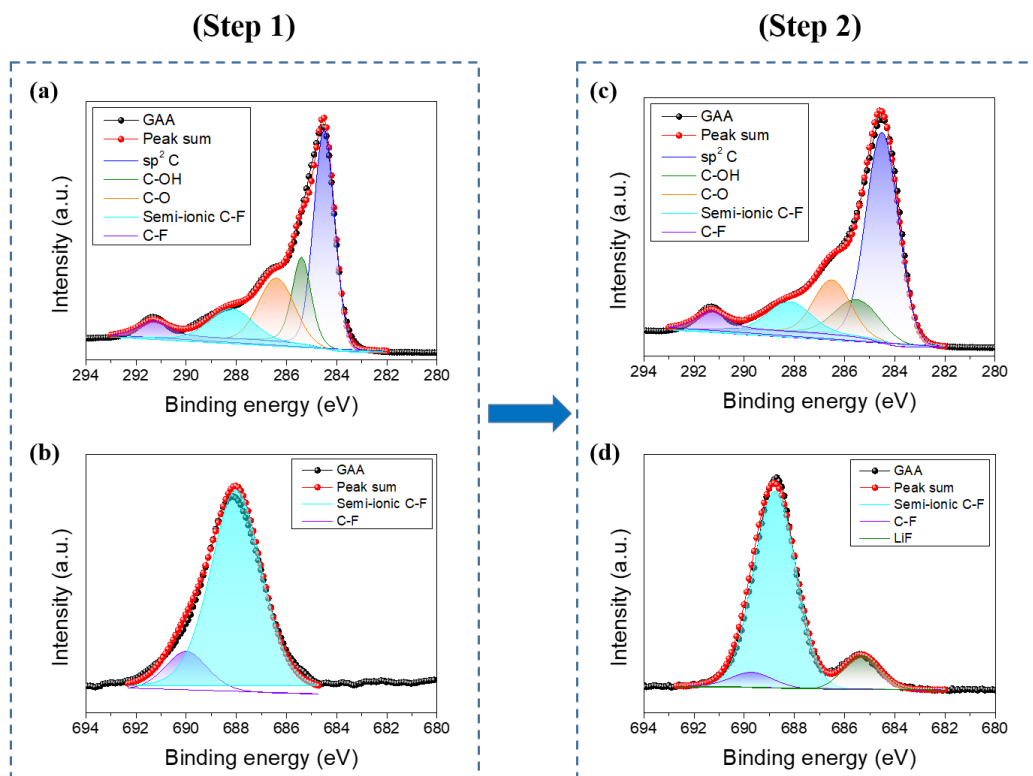 (Step 1)
(Step 2)
(a)
GAA
Peak sum
sp² C
C-OH
C-O
Semi-ionic C-F
C-F
Intensity (a.u.)
294 292 290 288 286 284 282 280
Binding energy (eV)
(c)
GAA
Peak sum
sp² C
C-OH
C-O
Semi-ionic C-F
C-F
Intensity (a.u.)
294 292 290 288 286 284 282 280
Binding energy (eV)
(b)
GAA
Peak sum
Semi-ionic C-F
C-F
Intensity (a.u.)
694 692 690 688 686 684 682 680
Binding energy (eV)
(d)
GAA
Peak sum
Semi-ionic C-F
C-F
LiF
Intensity (a.u.)
694 692 690 688 686 684 682 680
Binding energy (eV)